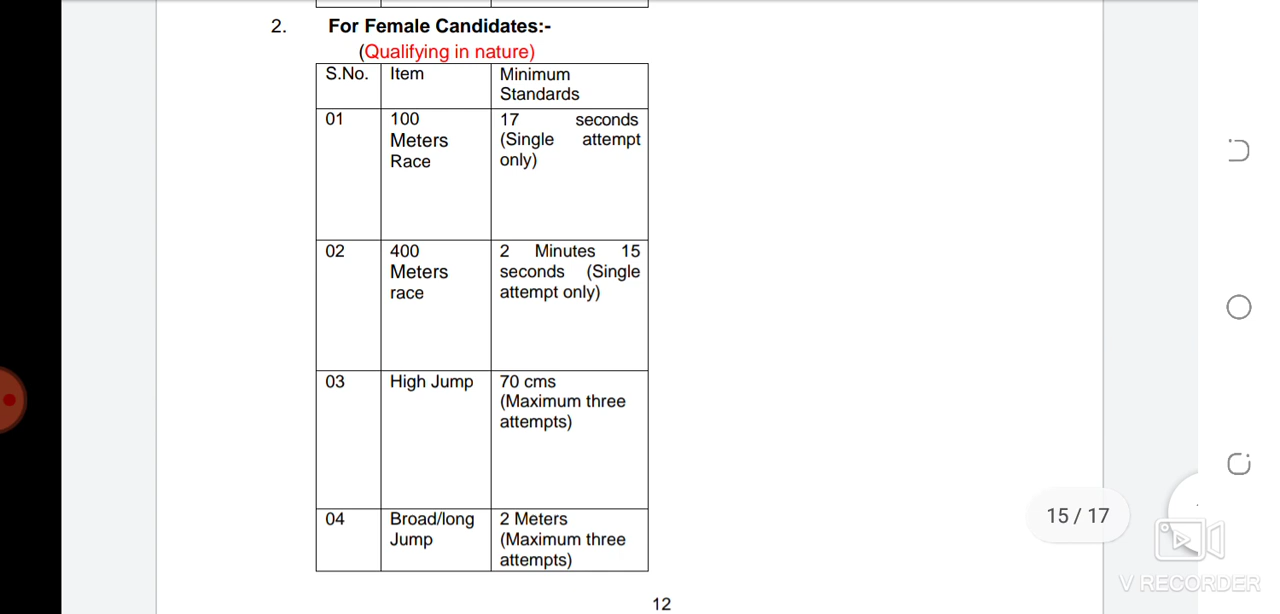 2. For Female Candidates:-
(Qualifying in nature)
S.No. Item Minimum
Standards
01 100 17 seconds
Meters (Single attempt
Race only)
02 400 2 Minutes 15
Meters seconds (Single
race attempt only)
03 High Jump 70 cms
(Maximum three
attempts)
04 Broad/long 2 Meters
Jump (Maximum three
attempts)
15 / 17
V RECORDER
12